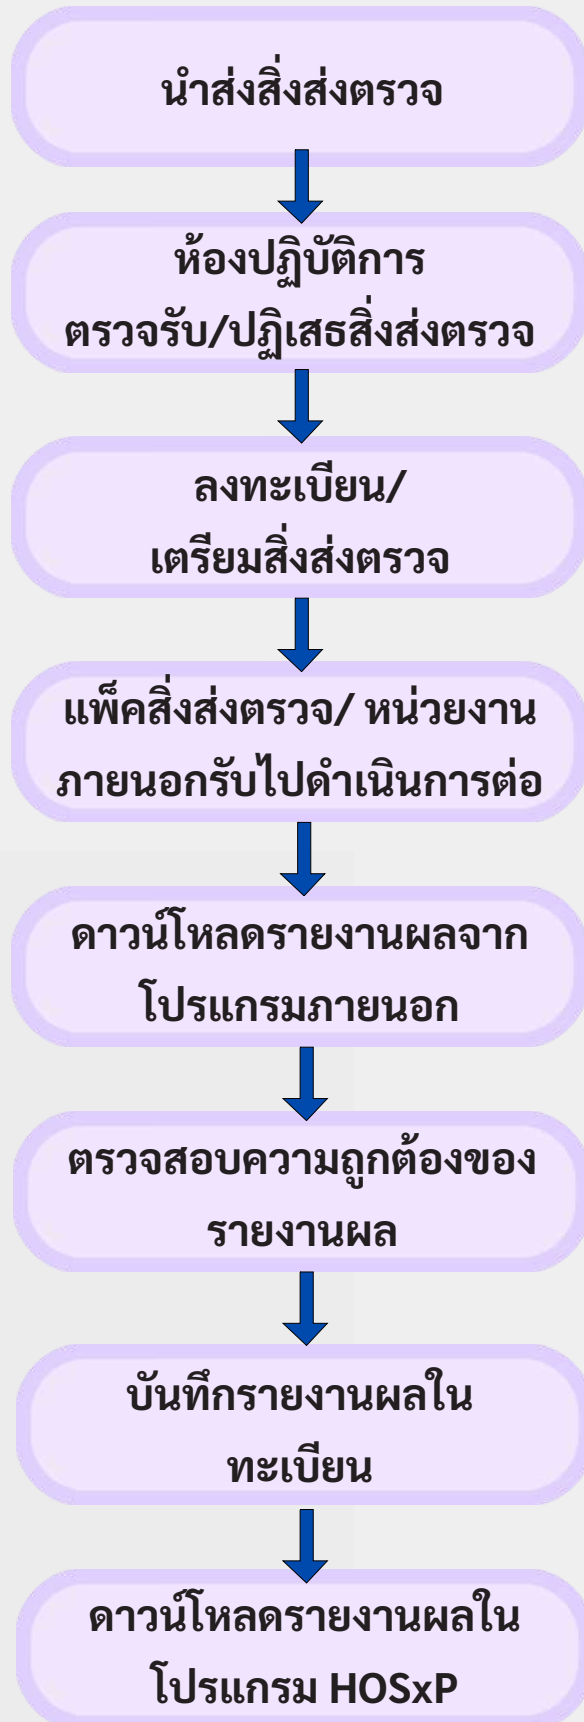 นำส่งสิ่งส่งตรวจ
ห้องปฏิบัติการ
ตรวจรับ/ปฏิเสธสิ่งส่งตรวจ
ลงทะเบียน/
เตรียมสิ่งส่งตรวจ
แพ็คสิ่งส่งตรวจ/ หน่วยงาน
ภายนอกรับไปดำเนินการต่อ
ดาวน์โหลดรายงานผลจาก
โปรแกรมภายนอก
ตรวจสอบความถูกต้องของ
รายงานผล
บันทึกรายงานผลใน
ทะเบียน
ดาวน์โหลดรายงานผลใน
โปรแกรม HOSxP